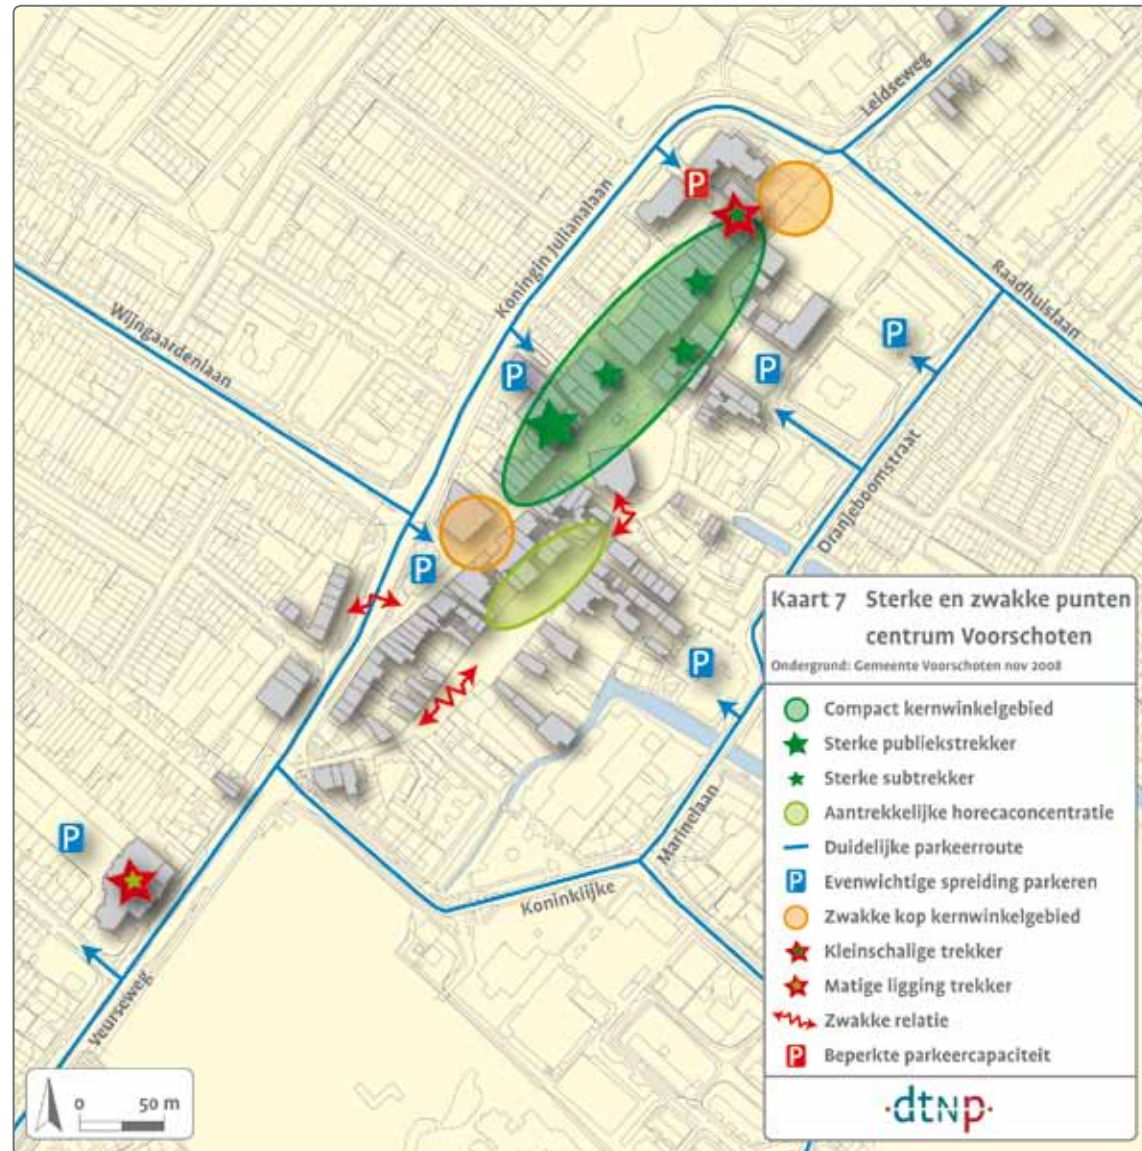 Leidseweg
Koningin Julianalaan
Raadhuislaan
Wijngaardenlaan
Oranjeboomstraat
Marinelaan
Koninklijke
Veurseweg
P
P
P
P
P
P
P
0 50 m
Kaart 7 Sterke en zwakke punten
centrum Voorschoten
Ondergrond: Gemeente Voorschoten nov 2008
Compact kernwinkelgebied
Sterke publiekstrekker
Sterke subtrekker
Aantrekkelijke horecaconcentratie
Duidelijke parkeerroute
P Evenwichtige spreiding parkeren
Zwakke kop kernwinkelgebied
Kleinschalige trekker
Matige ligging trekker
Zwakke relatie
P Beperkte parkeercapaciteit
·dtNp·